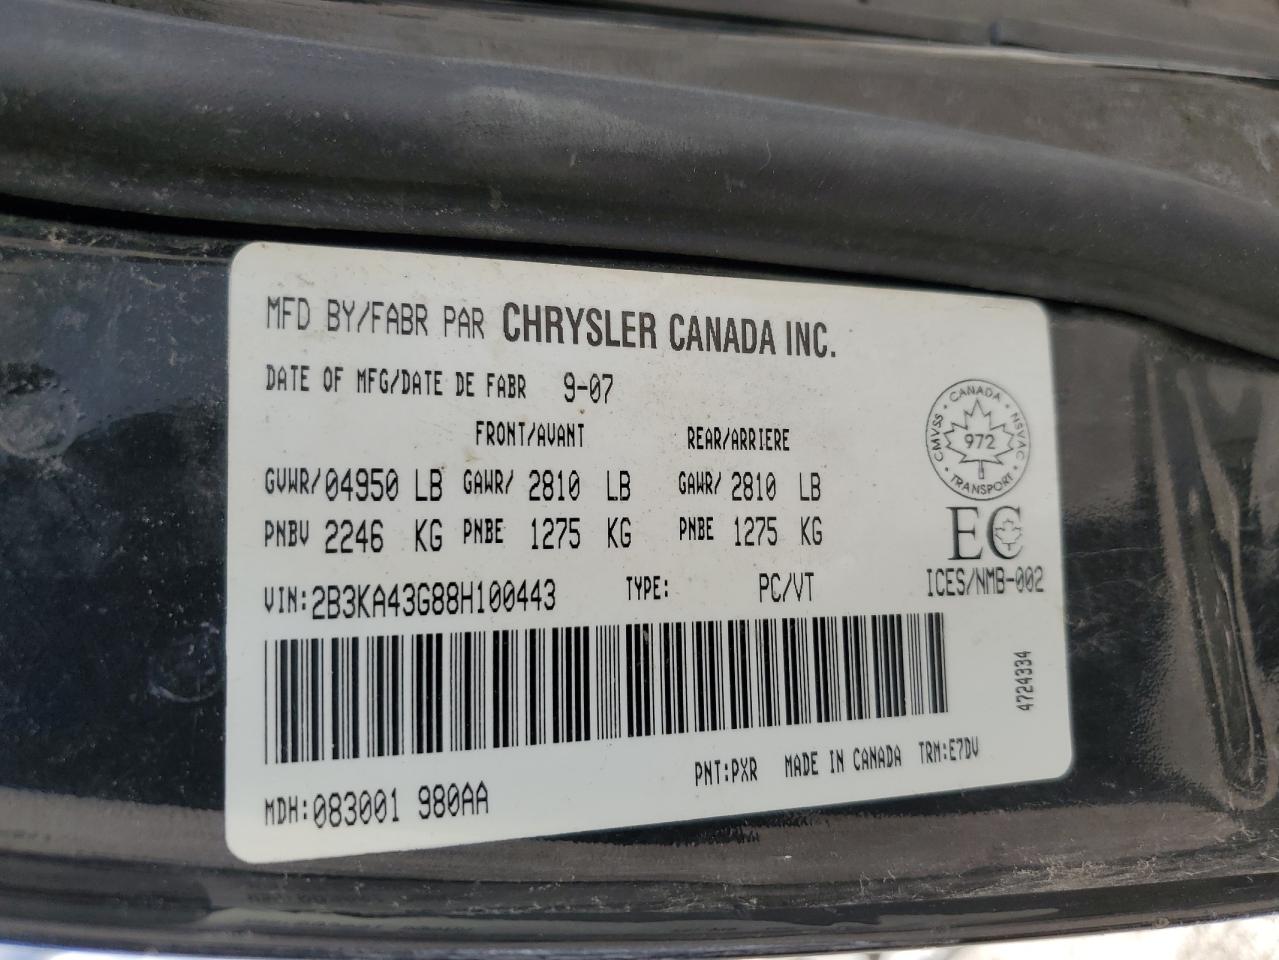 MFD BY/FABR PAR CHRYSLER CANADA INC.
DATE OF MFG/DATE DE FABR 9-07
FRONT/AVANT REAR/ARRIERE
GVWR/04950 LB GAWR/ 2810 LB GAWR/ 2810 LB
PNBV 2246 KG PNBE 1275 KG PNBE 1275 KG
VIN:2B3KA43G88H100443 TYPE: PC/VT
CANADA
CMVSS 972 NSVAC
TRANSPORT
EC
ICES/NMB-002
4724334
PNT:PXR MADE IN CANADA TRM:E7DV
MDH:083001 980AA